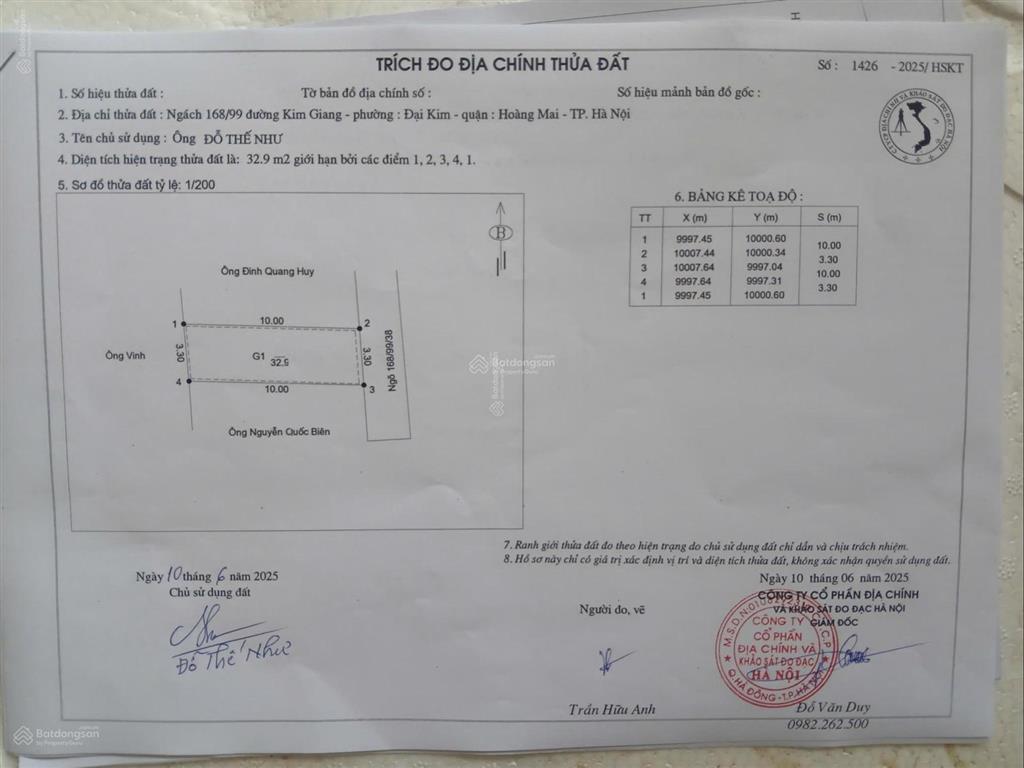 TRÍCH ĐO ĐỊA CHÍNH THỬA ĐẤT
Số : 1426 - 2025/ HSKT
1. Số hiệu thửa đất : Tờ bản đồ địa chính số : Số hiệu mảnh bản đồ gốc :
2. Địa chỉ thửa đất : Ngách 168/99 đường Kim Giang - phường : Đại Kim - quận : Hoàng Mai - TP. Hà Nội
3. Tên chủ sử dụng : Ông ĐỖ THẾ NHƯ
4. Diện tích hiện trạng thửa đất là: 32.9 m2 giới hạn bởi các điểm 1, 2, 3, 4, 1.
5. Sơ đồ thửa đất tỷ lệ: 1/200
B
Ông Đinh Quang Huy
1 10.00 2
Ông Vinh
3.30
G1 32.9
3.30
Ngõ 168/99/38
4 10.00 3
Ông Nguyễn Quốc Biên
6. BẢNG KÊ TOẠ ĐỘ :
TT X (m) Y (m) S (m)
1 9997.45 10000.60
10.00
2 10007.44 10000.34
3.30
3 10007.64 9997.04
10.00
4 9997.64 9997.31
3.30
1 9997.45 10000.60
Batdongsan
by PropertyGuru
7. Ranh giới thửa đất đo theo hiện trạng do chủ sử dụng đất chỉ dẫn và chịu trách nhiệm.
8. Hồ sơ này chỉ có giá trị xác định vị trí và diện tích thửa đất, không xác nhận quyền sử dụng đất.
Ngày 10 tháng 6 năm 2025
Chủ sử dụng đất
Đỗ Thế Như
Người đo, vẽ
Trần Hữu Anh
Ngày 10 tháng 06 năm 2025
CÔNG TY CỔ PHẦN ĐỊA CHÍNH
VÀ KHẢO SÁT ĐO ĐẠC HÀ NỘI
GIÁM ĐỐC
CÔNG TY
CỔ PHẦN
ĐỊA CHÍNH VÀ
KHẢO SÁT ĐO ĐẠC
HÀ NỘI
Q.HÀ ĐÔNG-T.P.HÀ NỘI
Đỗ Văn Duy
0982.262.500
Batdongsan
by PropertyGuru